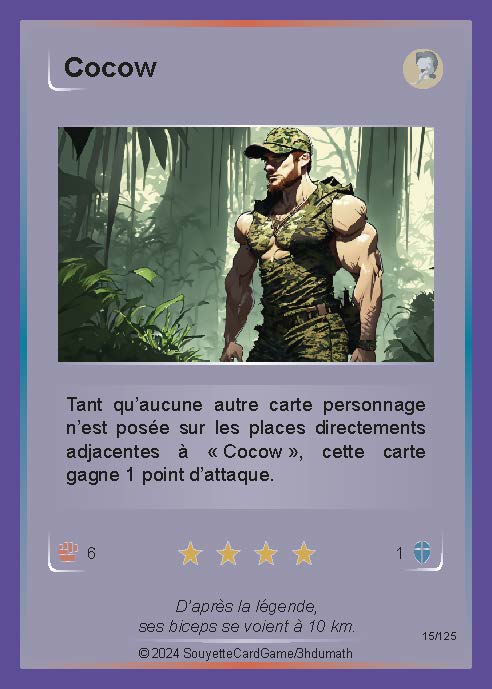 Cocow
Tant qu’aucune autre carte personnage
n’est posée sur les places directement
adjacentes à « Cocow », cette carte
gagne 1 point d’attaque.
6
1
D’après la légende,
ses biceps se voient à 10 km.
15/125
© 2024 SouyetteCardGame/3hdumath